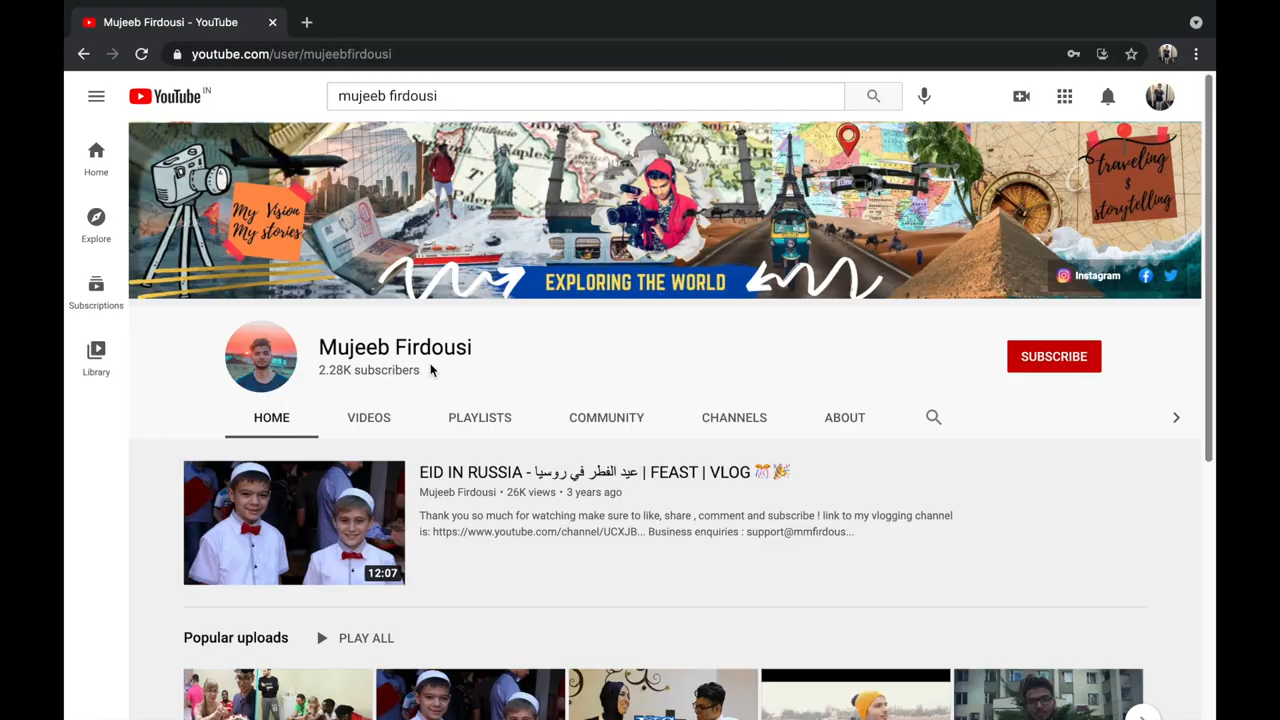 Mujeeb Firdousi - YouTube
youtube.com/user/mujeebfirdousi
YouTube IN
mujeeb firdousi
Home
Explore
Subscriptions
Library
My Vision
My stories
EXPLORING THE WORLD
traveling
&
storytelling
Instagram
Mujeeb Firdousi
2.28K subscribers
SUBSCRIBE
HOME
VIDEOS
PLAYLISTS
COMMUNITY
CHANNELS
ABOUT
EID IN RUSSIA - عيد الفطر في روسيا | FEAST | VLOG 🎊🎉
Mujeeb Firdousi • 26K views • 3 years ago
Thank you so much for watching make sure to like, share , comment and subscribe ! link to my vlogging channel
is: https://www.youtube.com/channel/UCXJB... Business enquiries : support@mmfirdous...
12:07
Popular uploads
PLAY ALL